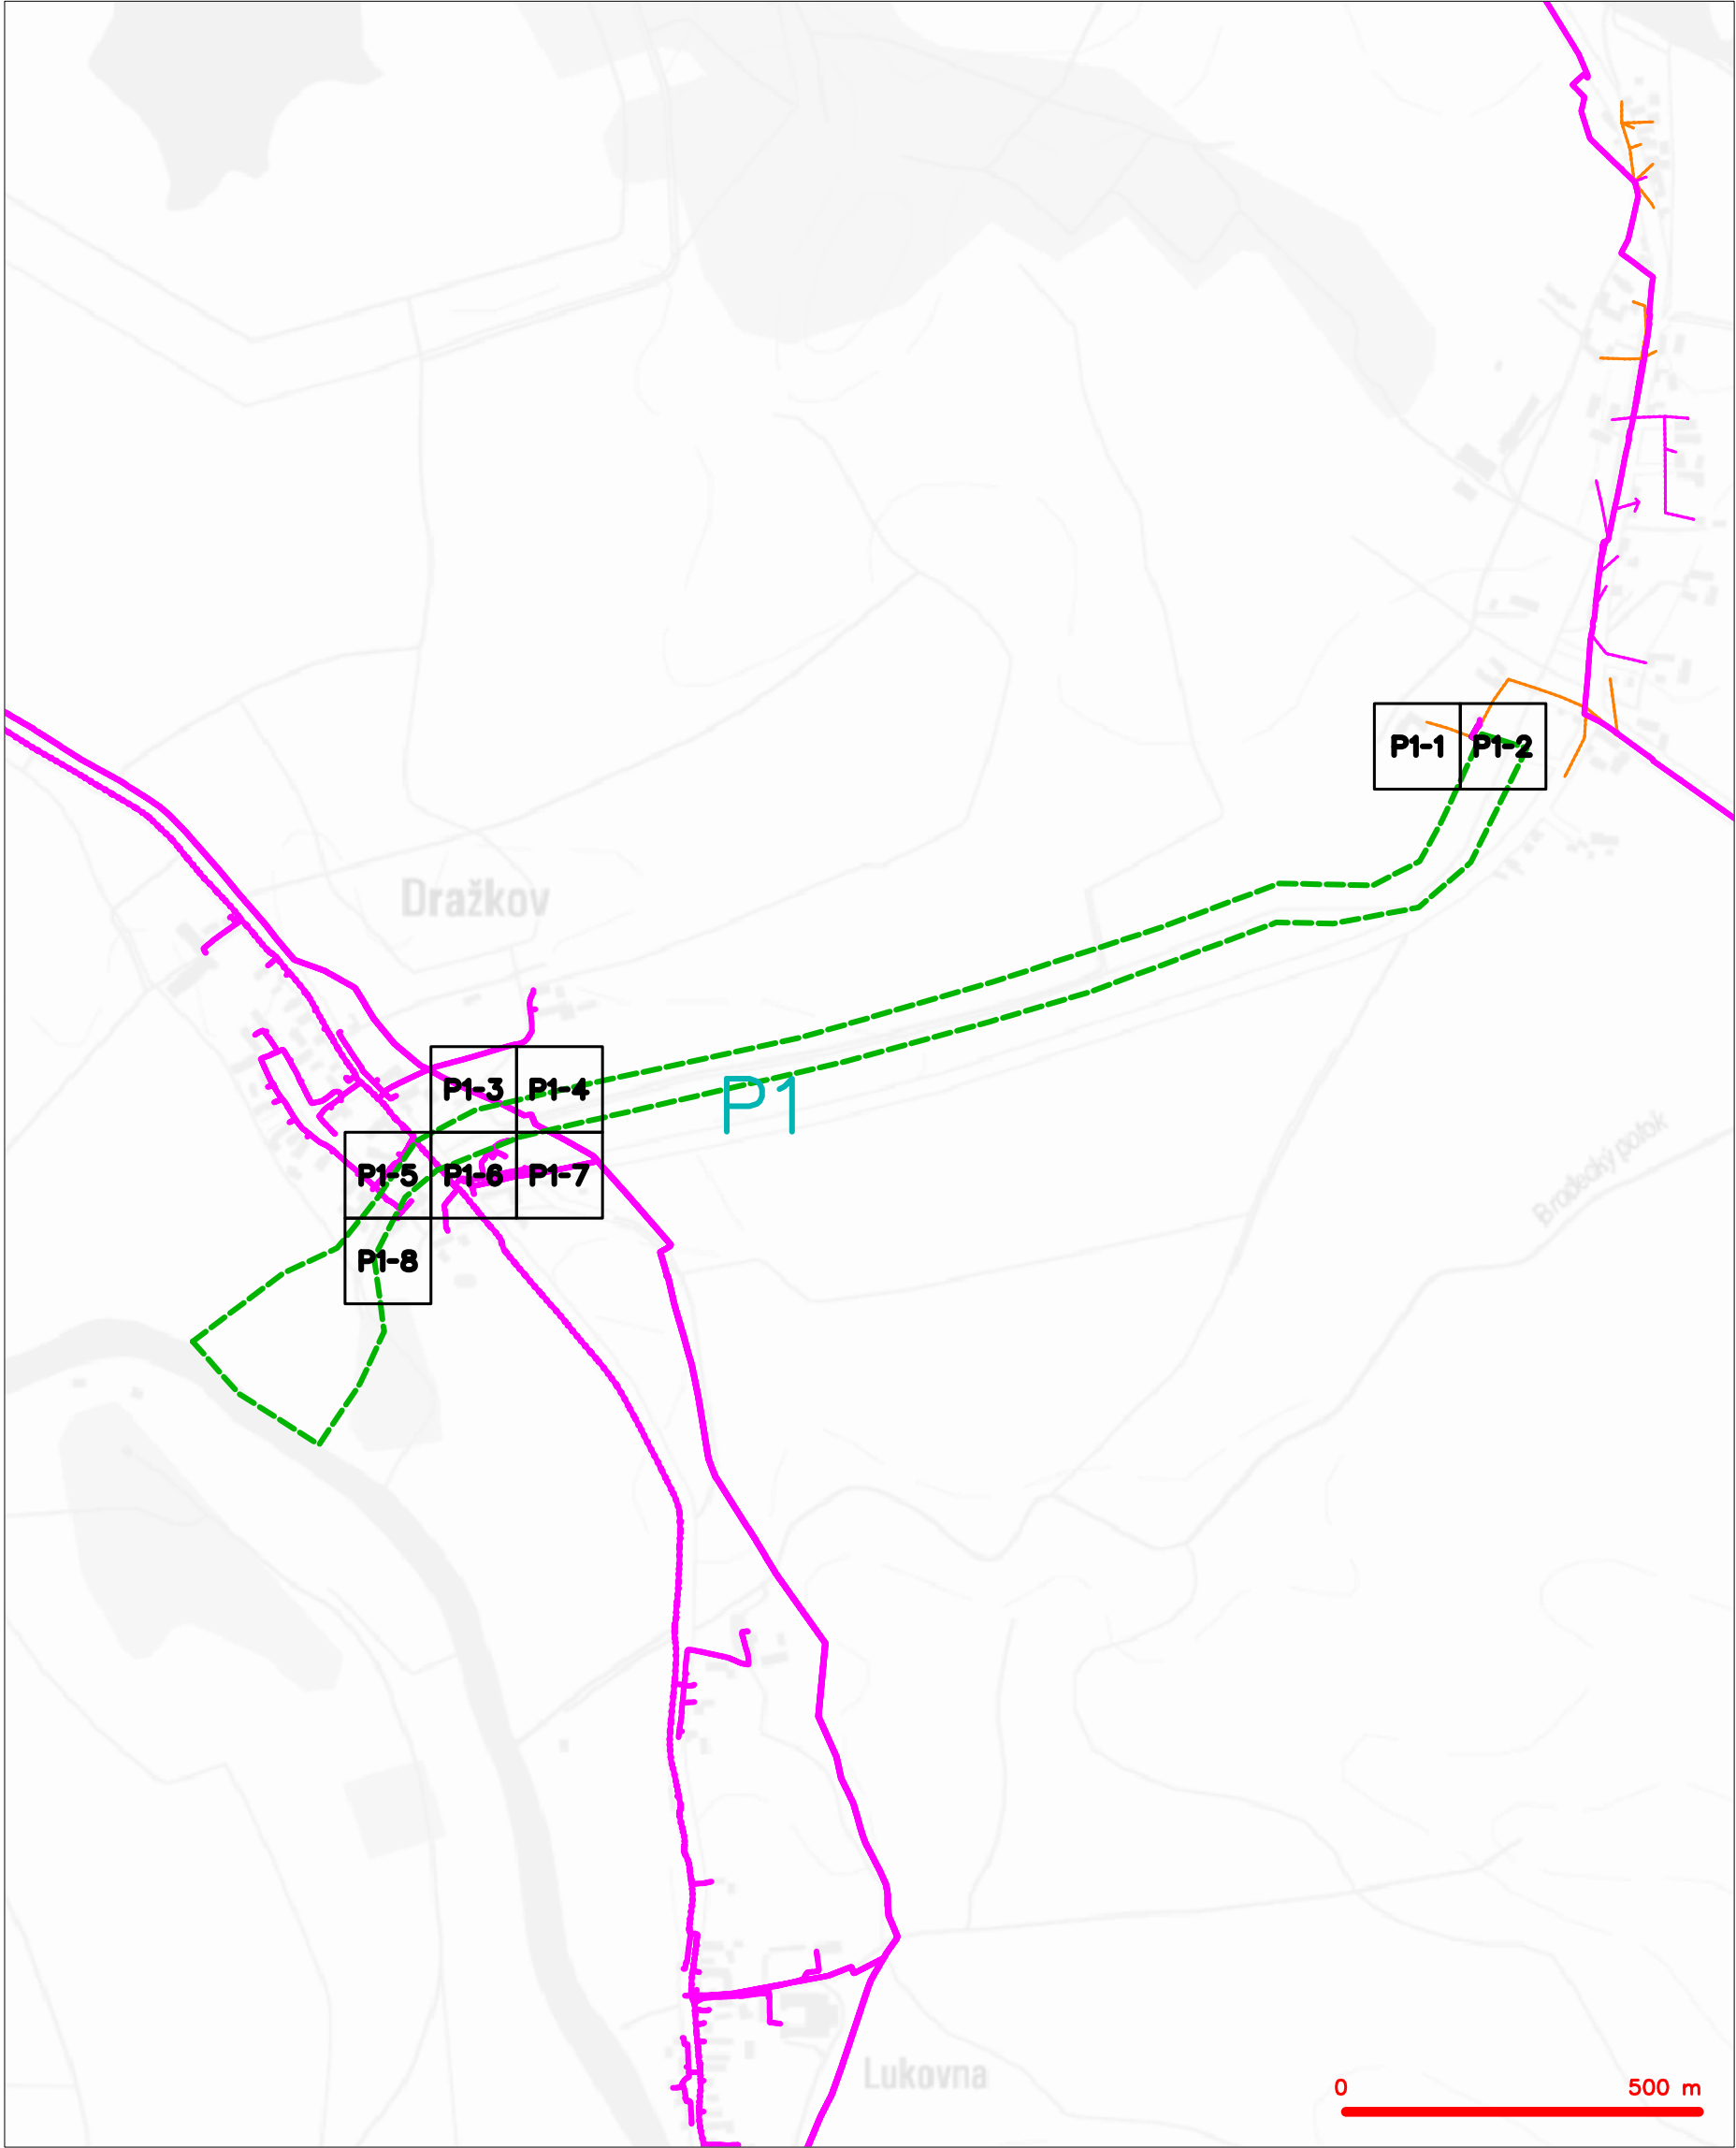 P1-1
P1-2
Dražkov
P1-3
P1-4
P1
P1-5
P1-6
P1-7
Brodecký potok
P1-8
Lukovna
0
500 m